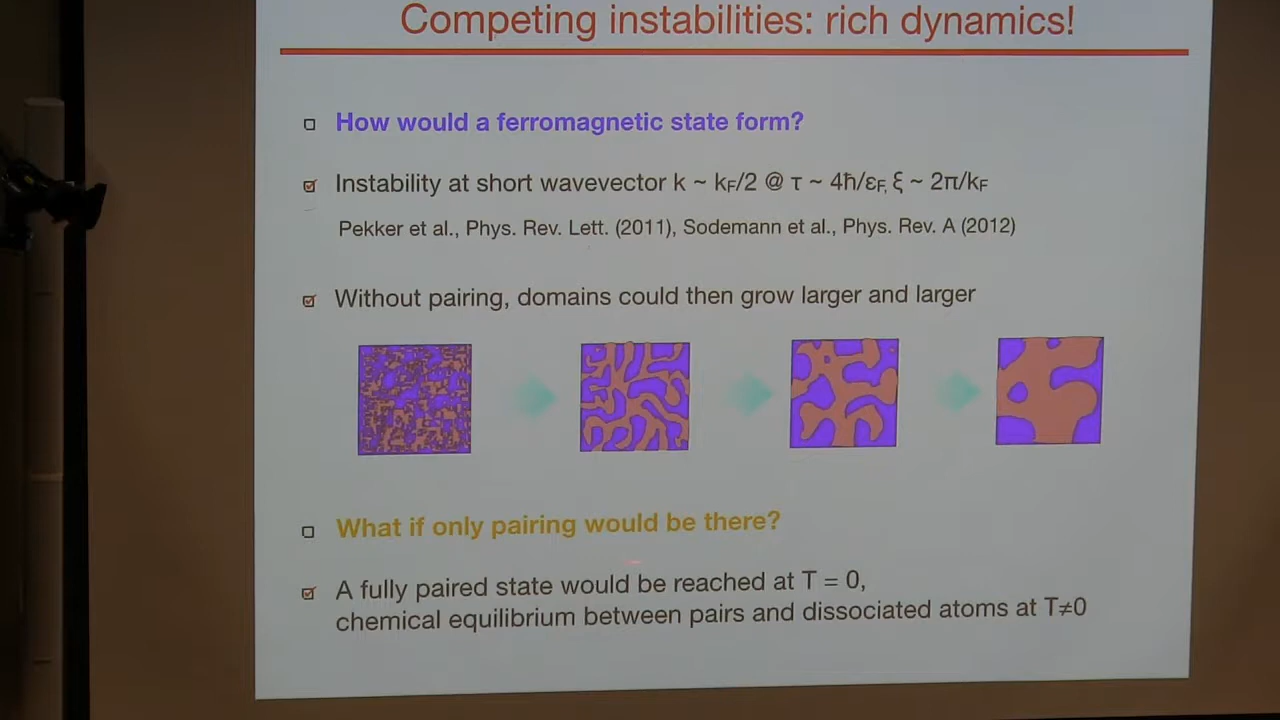 Competing instabilities: rich dynamics!
How would a ferromagnetic state form?
Instability at short wavevector k ~ kF/2 @ τ ~ 4ħ/εF, ξ ~ 2π/kF
Pekker et al., Phys. Rev. Lett. (2011), Sodemann et al., Phys. Rev. A (2012)
Without pairing, domains could then grow larger and larger
What if only pairing would be there?
A fully paired state would be reached at T = 0,
chemical equilibrium between pairs and dissociated atoms at T≠0